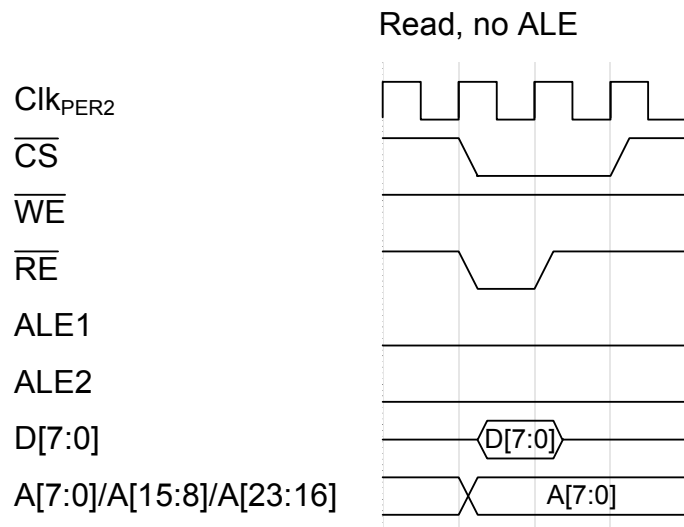 Read, no ALE
ClkPER2
CS
WE
RE
ALE1
ALE2
D[7:0] D[7:0]
A[7:0]/A[15:8]/A[23:16] A[7:0]